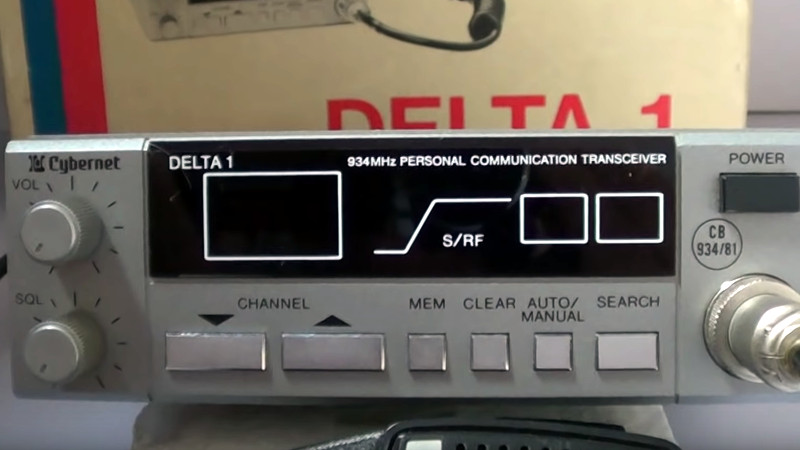 DELTA 1
Cybernet
DELTA 1
934MHz PERSONAL COMMUNICATION TRANSCEIVER
POWER
VOL
S/RF
CB
934/81
SQL
CHANNEL
MEM
CLEAR
AUTO/
MANUAL
SEARCH